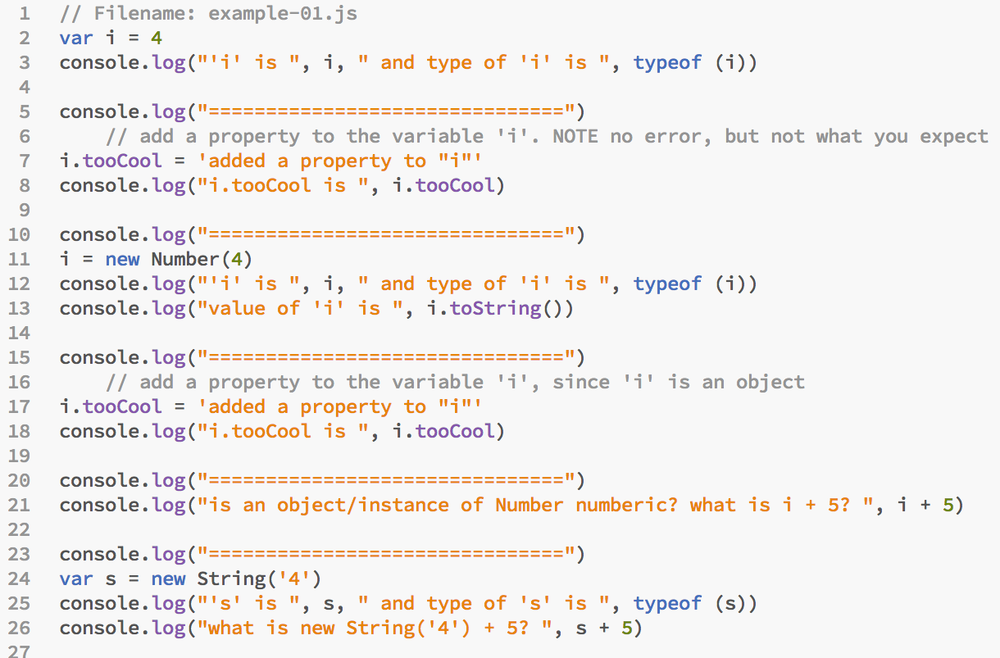 1 // Filename: example-01.js
2 var i = 4
3 console.log("'i' is ", i, " and type of 'i' is ", typeof (i))
4
5 console.log("===============================")
6     // add a property to the variable 'i'. NOTE no error, but not what you expect
7 i.tooCool = 'added a property to "i"'
8 console.log("i.tooCool is ", i.tooCool)
9
10 console.log("===============================")
11 i = new Number(4)
12 console.log("'i' is ", i, " and type of 'i' is ", typeof (i))
13 console.log("value of 'i' is ", i.toString())
14
15 console.log("===============================")
16     // add a property to the variable 'i', since 'i' is an object
17 i.tooCool = 'added a property to "i"'
18 console.log("i.tooCool is ", i.tooCool)
19
20 console.log("===============================")
21 console.log("is an object/instance of Number numberic? what is i + 5? ", i + 5)
22
23 console.log("===============================")
24 var s = new String('4')
25 console.log("'s' is ", s, " and type of 's' is ", typeof (s))
26 console.log("what is new String('4') + 5? ", s + 5)
27